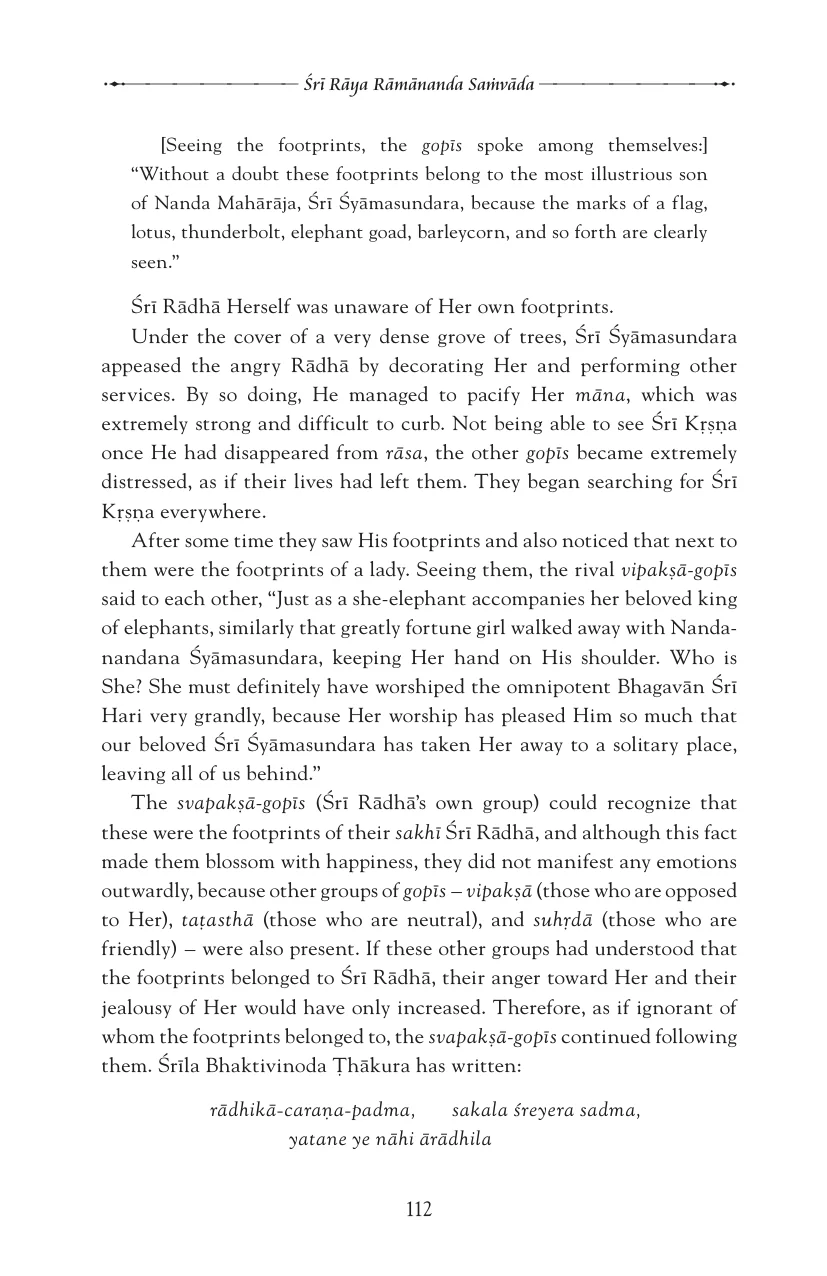 Śrī Rāya Rāmānanda Saṁvāda
[Seeing the footprints, the gopīs spoke among themselves:]
“Without a doubt these footprints belong to the most illustrious son
of Nanda Mahārāja, Śrī Śyāmasundara, because the marks of a flag,
lotus, thunderbolt, elephant goad, barleycorn, and so forth are clearly
seen.”
Śrī Rādhā Herself was unaware of Her own footprints.
Under the cover of a very dense grove of trees, Śrī Śyāmasundara
appeased the angry Rādhā by decorating Her and performing other
services. By so doing, He managed to pacify Her māna, which was
extremely strong and difficult to curb. Not being able to see Śrī Kṛṣṇa
once He had disappeared from rāsa, the other gopīs became extremely
distressed, as if their lives had left them. They began searching for Śrī
Kṛṣṇa everywhere.
After some time they saw His footprints and also noticed that next to
them were the footprints of a lady. Seeing them, the rival vipakṣā-gopīs
said to each other, “Just as a she-elephant accompanies her beloved king
of elephants, similarly that greatly fortune girl walked away with Nanda-
nandana Śyāmasundara, keeping Her hand on His shoulder. Who is
She? She must definitely have worshiped the omnipotent Bhagavān Śrī
Hari very grandly, because Her worship has pleased Him so much that
our beloved Śrī Śyāmasundara has taken Her away to a solitary place,
leaving all of us behind.”
The svapakṣā-gopīs (Śrī Rādhā’s own group) could recognize that
these were the footprints of their sakhī Śrī Rādhā, and although this fact
made them blossom with happiness, they did not manifest any emotions
outwardly, because other groups of gopīs – vipakṣā (those who are opposed
to Her), taṭasthā (those who are neutral), and suhṛdā (those who are
friendly) – were also present. If these other groups had understood that
the footprints belonged to Śrī Rādhā, their anger toward Her and their
jealousy of Her would have only increased. Therefore, as if ignorant of
whom the footprints belonged to, the svapakṣā-gopīs continued following
them. Śrīla Bhaktivinoda Ṭhākura has written:
rādhikā-caraṇa-padma, sakala śreyera sadma,
yatane ye nāhi ārādhila
112